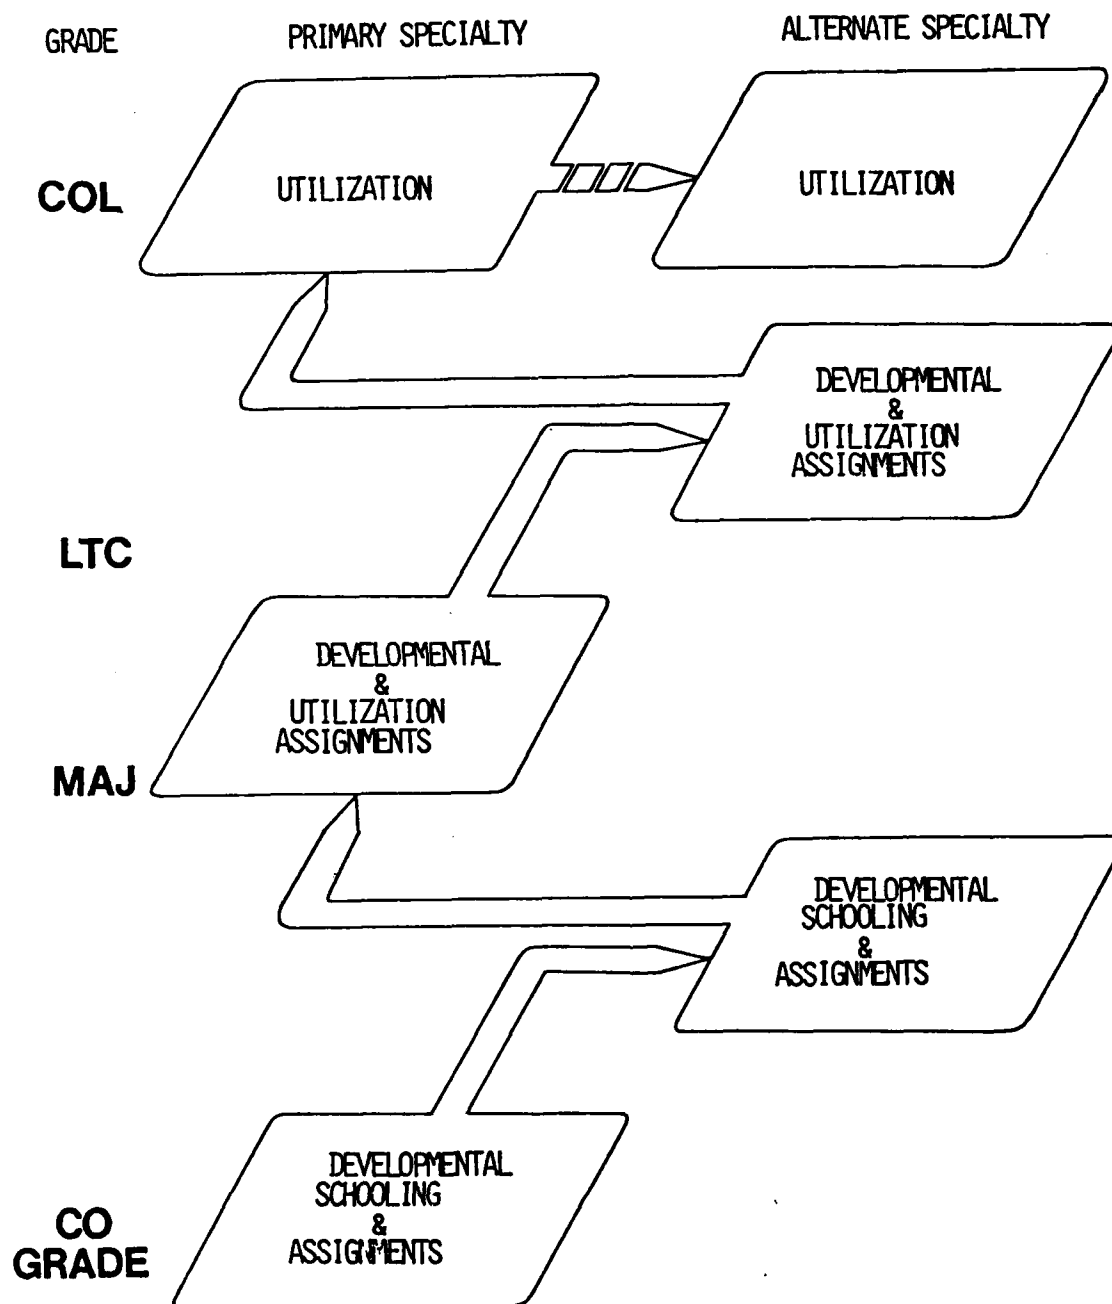 GRADE PRIMARY SPECIALTY ALTERNATE SPECIALTY
COL UTILIZATION UTILIZATION
DEVELOPMENTAL
&
UTILIZATION
ASSIGNMENTS
LTC
DEVELOPMENTAL
&
UTILIZATION
ASSIGNMENTS
MAJ
DEVELOPMENTAL
SCHOOLING
&
ASSIGNMENTS
DEVELOPMENTAL
SCHOOLING
&
ASSIGNMENTS
CO
GRADE